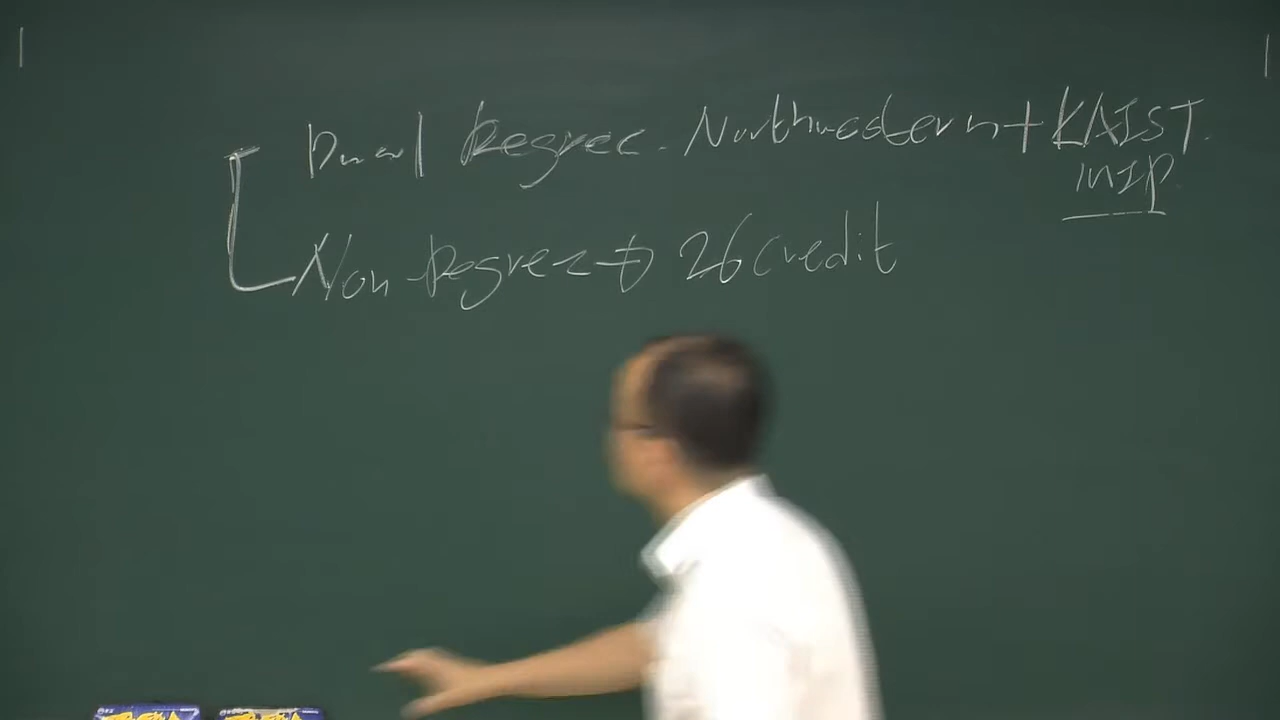 Dual Degree. Northwestern + KAIST.
MIP
Non-Degree → 26 credit